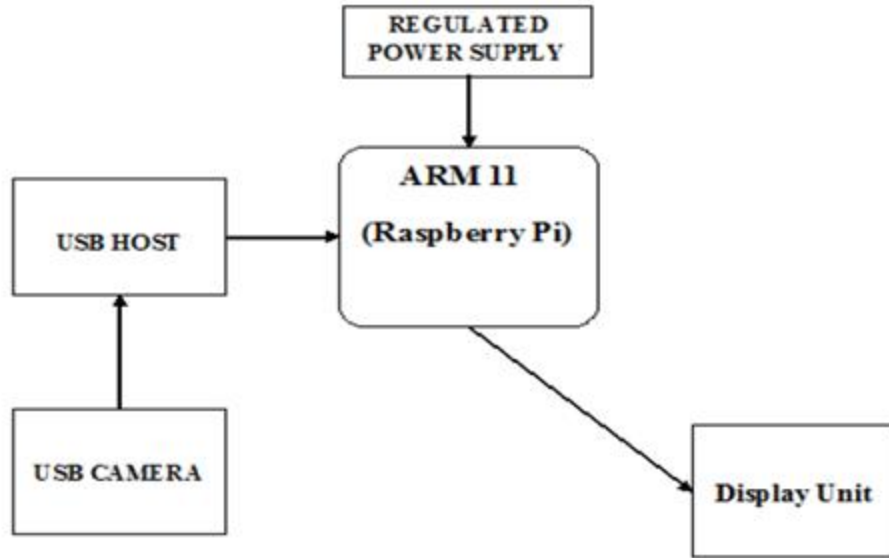 REGULATED
POWER SUPPLY
ARM 11
(Raspberry Pi)
USB HOST
USB CAMERA
Display Unit